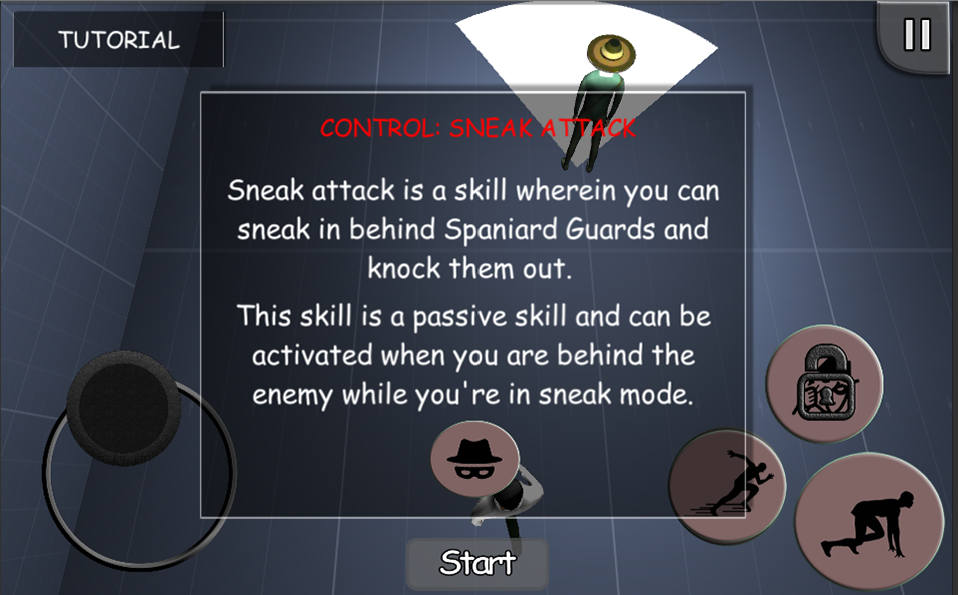 TUTORIAL
CONTROL: SNEAK ATTACK
Sneak attack is a skill wherein you can
sneak in behind Spaniard Guards and
knock them out.
This skill is a passive skill and can be
activated when you are behind the
enemy while you're in sneak mode.
Start